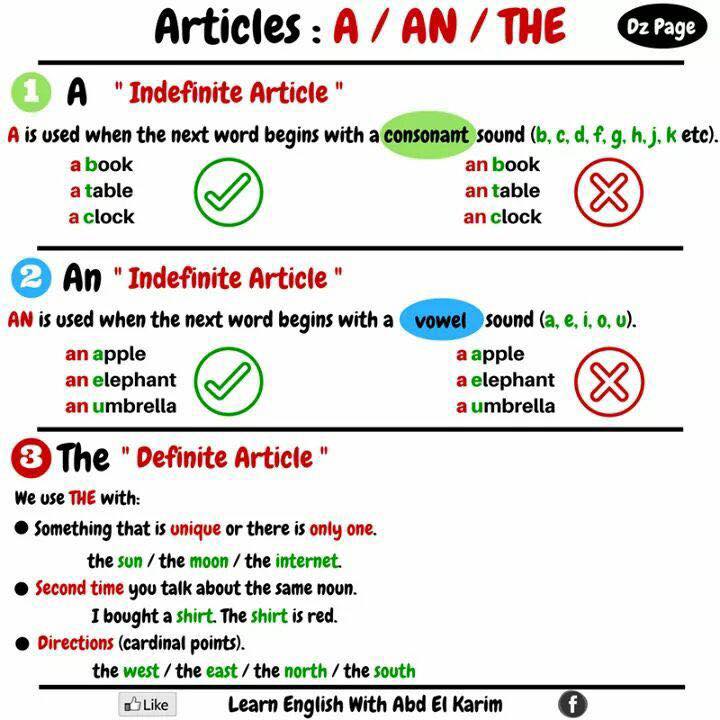 Articles : A / AN / THE
Dz Page
1 A " Indefinite Article "
A is used when the next word begins with a consonant sound (b, c, d, f, g, h, j, k etc).
a book an book
a table an table
a clock an clock
2 An " Indefinite Article "
AN is used when the next word begins with a vowel sound (a, e, i, o, u).
an apple a apple
an elephant a elephant
an umbrella a umbrella
3 The " Definite Article "
We use THE with:
● Something that is unique or there is only one.
the sun / the moon / the internet.
● Second time you talk about the same noun.
I bought a shirt. The shirt is red.
● Directions (cardinal points).
the west / the east / the north / the south
Like Learn English With Abd El Karim f